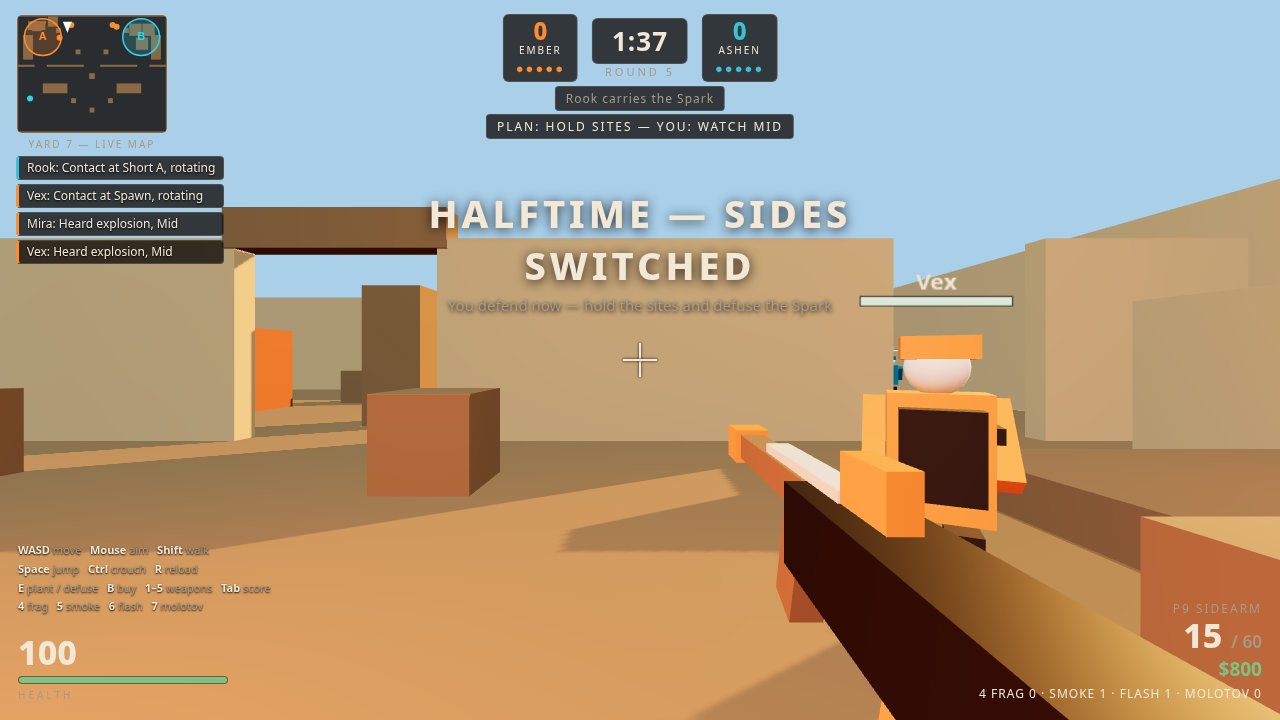 A
B
YARD 7 — LIVE MAP
Rook: Contact at Short A, rotating
Vex: Contact at Spawn, rotating
Mira: Heard explosion, Mid
Vex: Heard explosion, Mid
0
EMBER
1:37
ROUND 5
0
ASHEN
Rook carries the Spark
PLAN: HOLD SITES — YOU: WATCH MID
HALFTIME — SIDES
SWITCHED
You defend now — hold the sites and defuse the Spark
Vex
WASD move Mouse aim Shift walk
Space jump Ctrl crouch R reload
E plant / defuse B buy 1–5 weapons Tab score
4 frag 5 smoke 6 flash 7 molotov
100
HEALTH
P9 SIDEARM
15 / 60
$800
4 FRAG 0 · SMOKE 1 · FLASH 1 · MOLOTOV 0